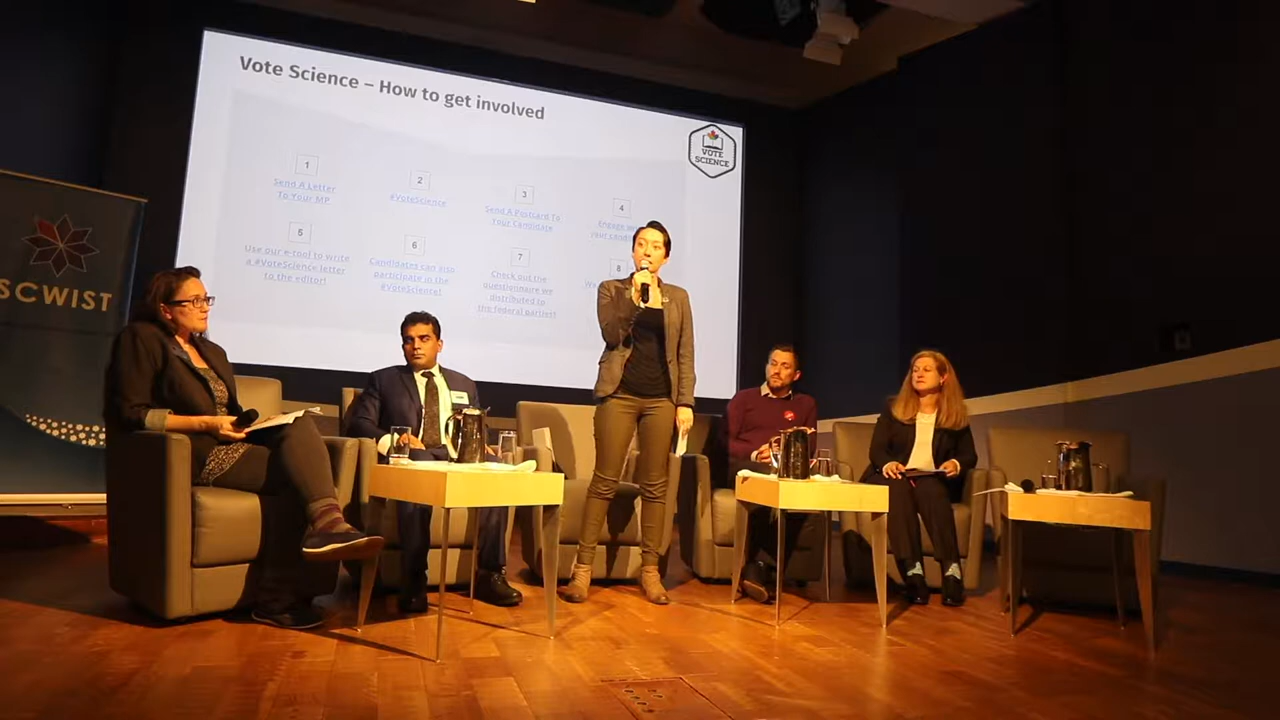 Vote Science – How to get involved
VOTE
SCIENCE
1
Send A Letter
To Your MP
2
#VoteScience
3
Send A Postcard To
Your Candidate
4
Engage
your
5
Use our e-tool to write
a #VoteScience letter
to the editor!
6
Candidates can also
participate in the
#VoteScience!
7
Check out the
questionnaire we
distributed to
the federal parties!
8
SCWIST